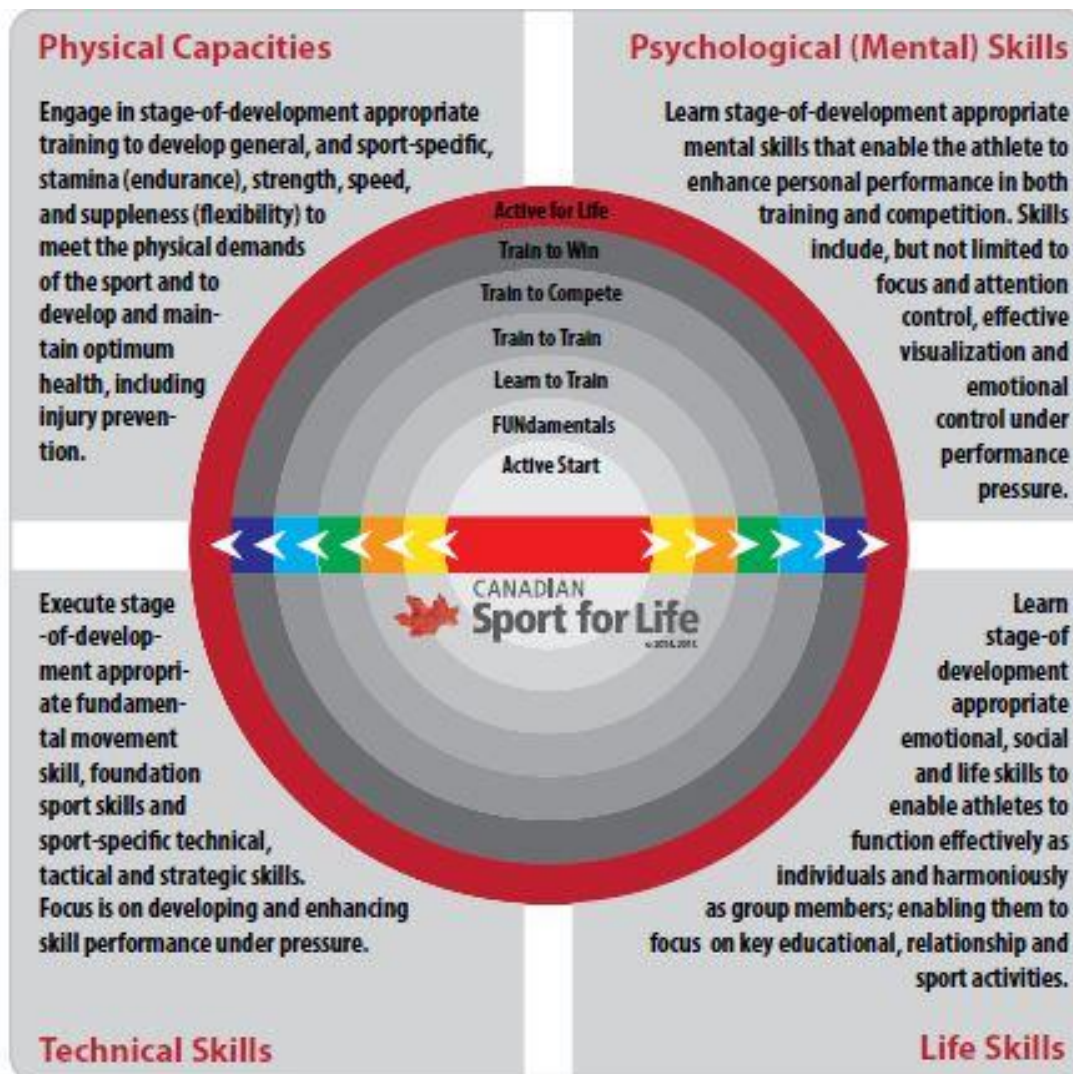 Physical Capacities
Engage in stage-of-development appropriate
training to develop general, and sport-specific,
stamina (endurance), strength, speed,
and suppleness (flexibility) to
meet the physical demands
of the sport and to
develop and main-
tain optimum
health, including
injury preven-
tion.
Psychological (Mental) Skills
Learn stage-of-development appropriate
mental skills that enable the athlete to
enhance personal performance in both
training and competition. Skills
include, but not limited to
focus and attention
control, effective
visualization and
emotional
control under
performance
pressure.
Active for Life
Train to Win
Train to Compete
Train to Train
Learn to Train
FUNdamentals
Active Start
CANADIAN
Sport for Life
Execute stage
-of-develop-
ment appropri-
ate fundamen-
tal movement
skill, foundation
sport skills and
sport-specific technical,
tactical and strategic skills.
Focus is on developing and enhancing
skill performance under pressure.
Technical Skills
Learn
stage-of
development
appropriate
emotional, social
and life skills to
enable athletes to
function effectively as
individuals and harmoniously
as group members; enabling them to
focus on key educational, relationship and
sport activities.
Life Skills